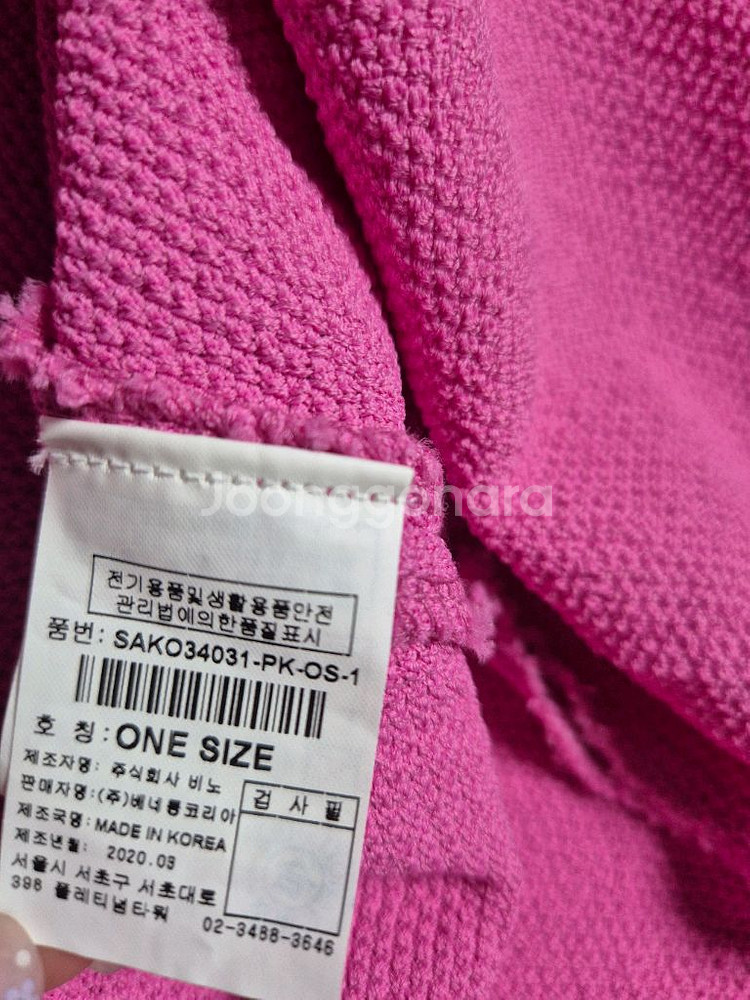 Joonggonara
전기용품및생활용품안전
관리법에의한품질표시
품번: SAKO34031-PK-OS-1
호 칭: ONE SIZE
제조자명: 주식회사 비노
판매자명:(주)베네통코리아
제조국명: MADE IN KOREA
제조년월: 2020.03
서울시 서초구 서초대로
398 플래티넘타워
02-3488-3646
검 사 필